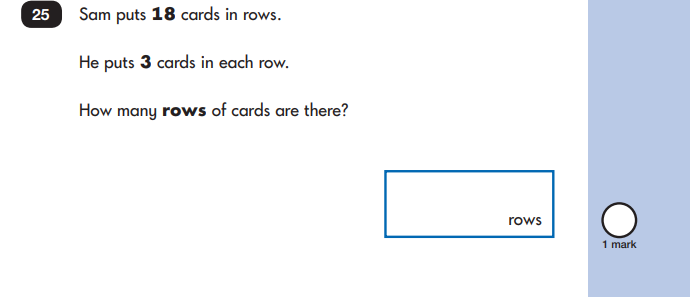 25 Sam puts 18 cards in rows.
He puts 3 cards in each row.
How many rows of cards are there?
rows
1 mark